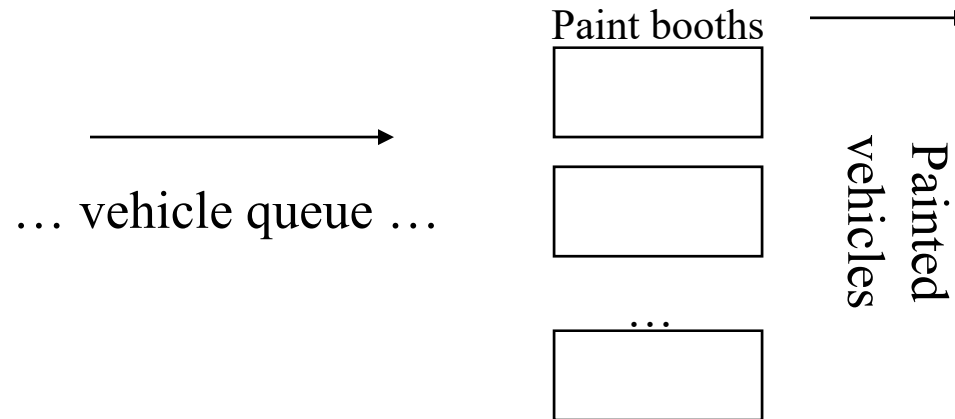 Paint booths
… vehicle queue …
…
Painted
vehicles